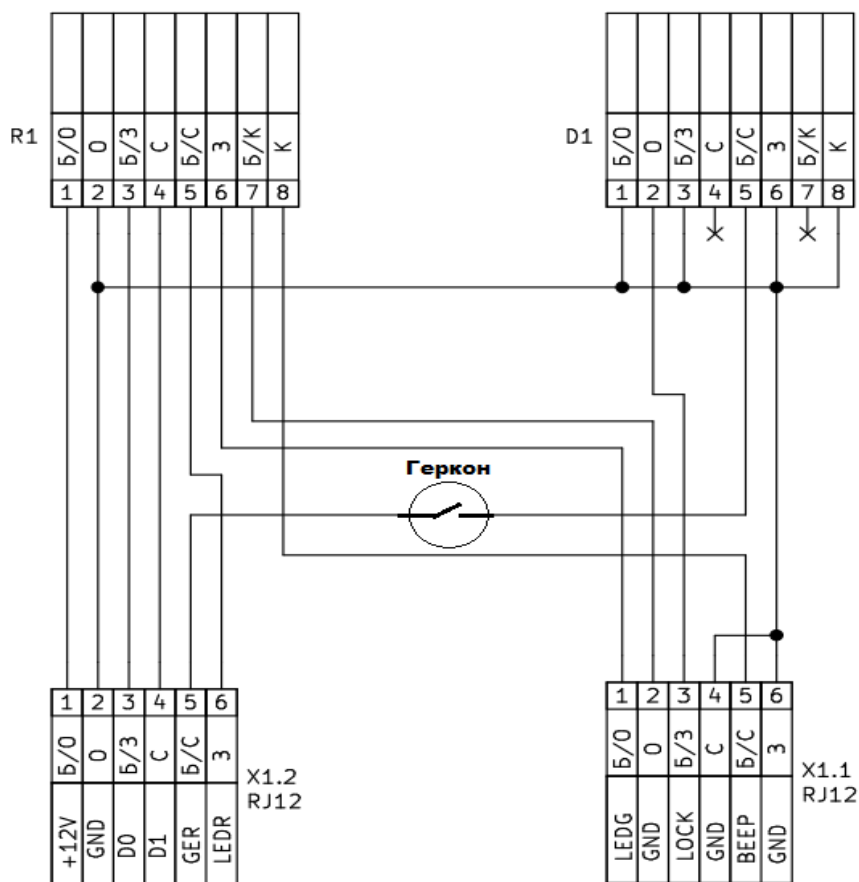 R1
Б/О О Б/З С Б/С З Б/К К
1 2 3 4 5 6 7 8
D1
Б/О О Б/З С Б/С З Б/К К
1 2 3 4 5 6 7 8
Геркон
1 2 3 4 5 6
Б/О О Б/З С Б/С З
+12V GND D0 D1 GER LEDR
X1.2
RJ12
1 2 3 4 5 6
Б/О О Б/З С Б/С З
LEDG GND LOCK GND BEEP GND
X1.1
RJ12